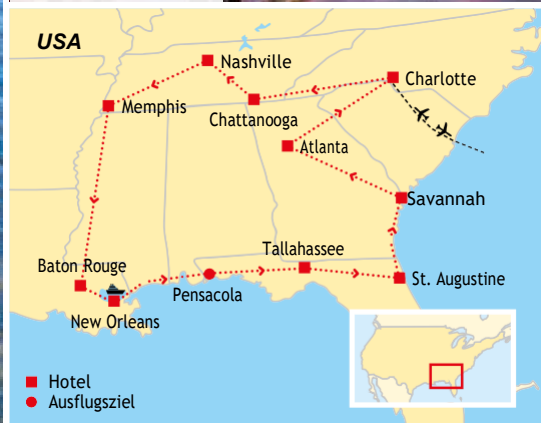 USA
Nashville
Charlotte
Memphis
Chattanooga
Atlanta
Savannah
Tallahassee
Baton Rouge
St. Augustine
Pensacola
New Orleans
Hotel
Ausflugsziel